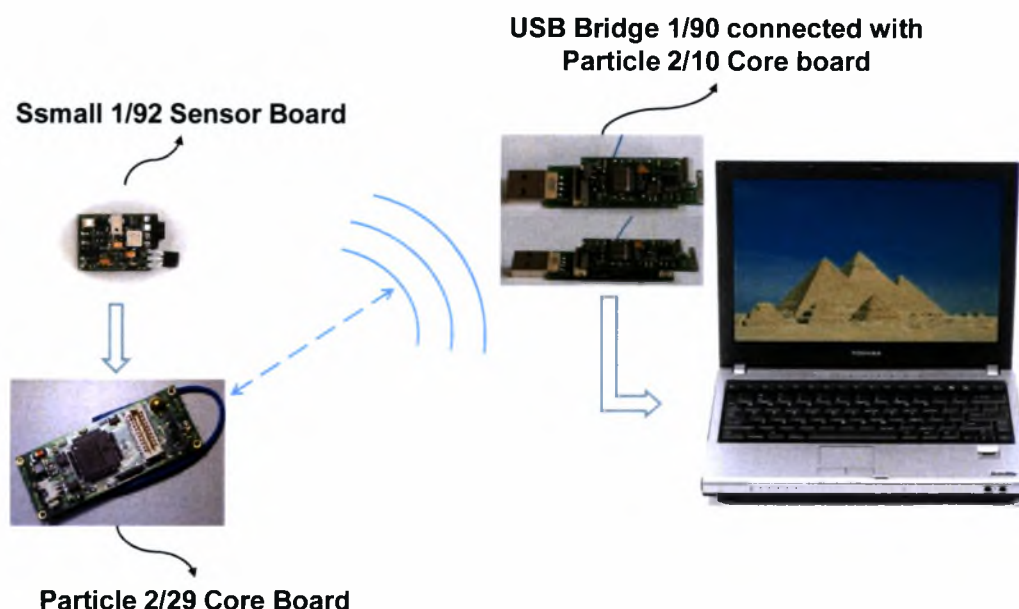 USB Bridge 1/90 connected with
Particle 2/10 Core board
Ssmall 1/92 Sensor Board
TOSHIBA
Particle 2/29 Core Board